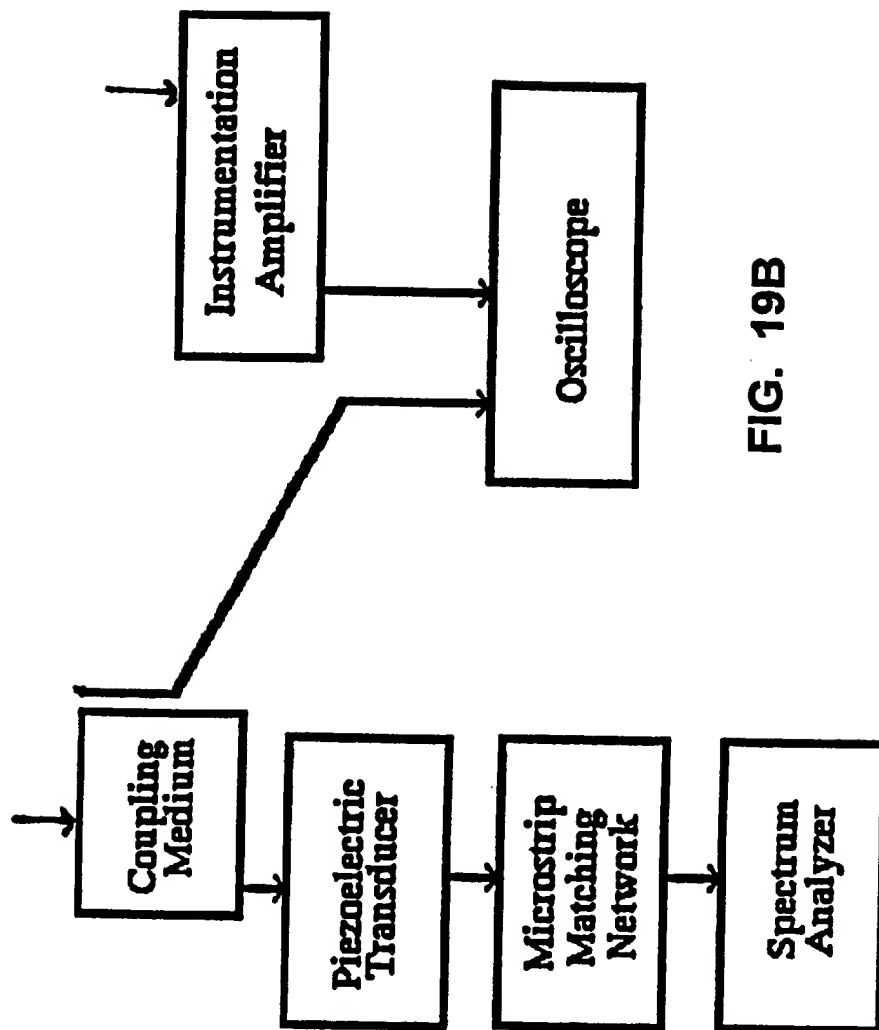 Coupling
Medium
Piezoelectric
Transducer
Microstrip
Matching
Network
Spectrum
Analyzer
Instrumentation
Amplifier
Oscilloscope
FIG. 19B